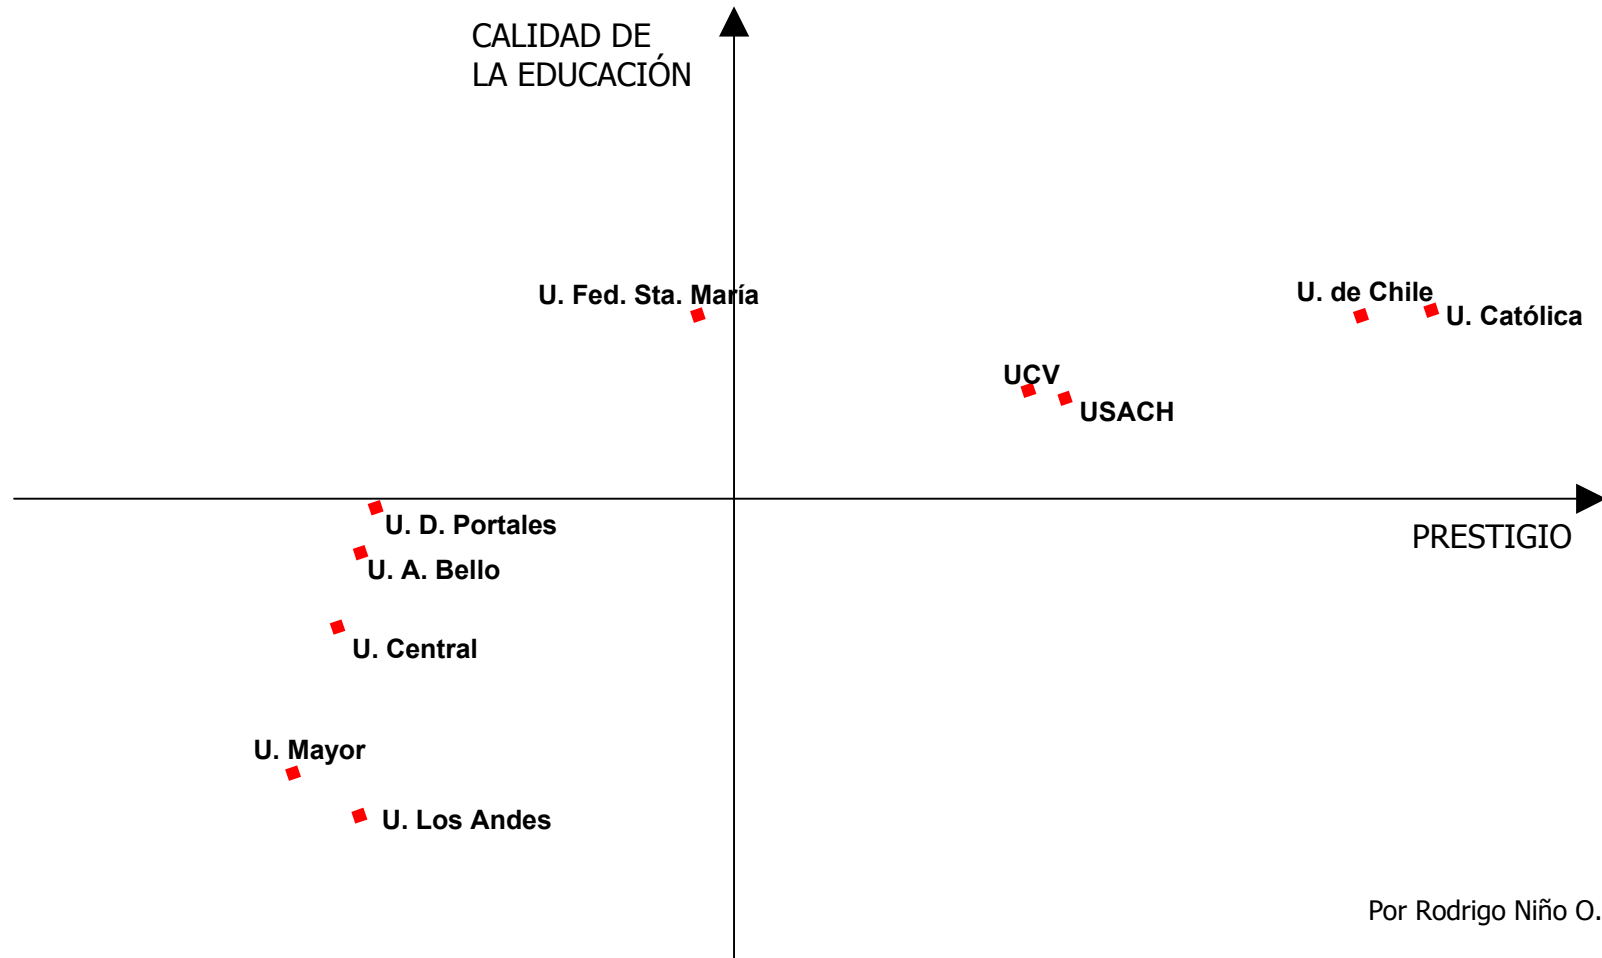 CALIDAD DE
LA EDUCACIÓN
U. Fed. Sta. María
U. de Chile
U. Católica
UCV
USACH
U. D. Portales
PRESTIGIO
U. A. Bello
U. Central
U. Mayor
U. Los Andes
Por Rodrigo Niño O.